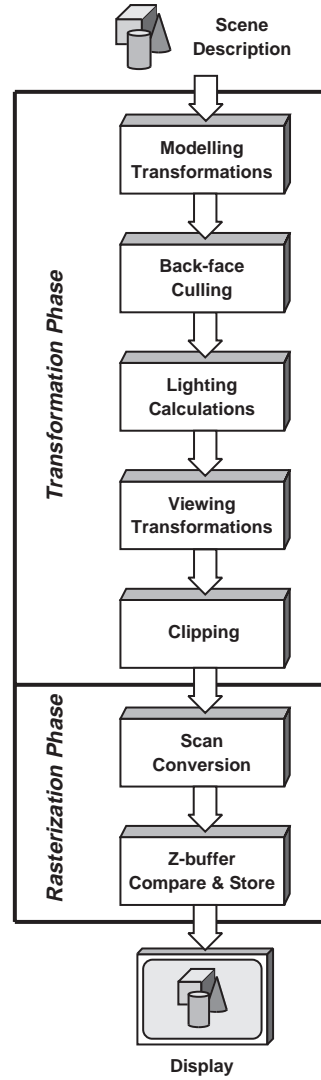 Scene
Description
Transformation Phase
Modelling
Transformations
Back-face
Culling
Lighting
Calculations
Viewing
Transformations
Clipping
Rasterization Phase
Scan
Conversion
Z-buffer
Compare & Store
Display